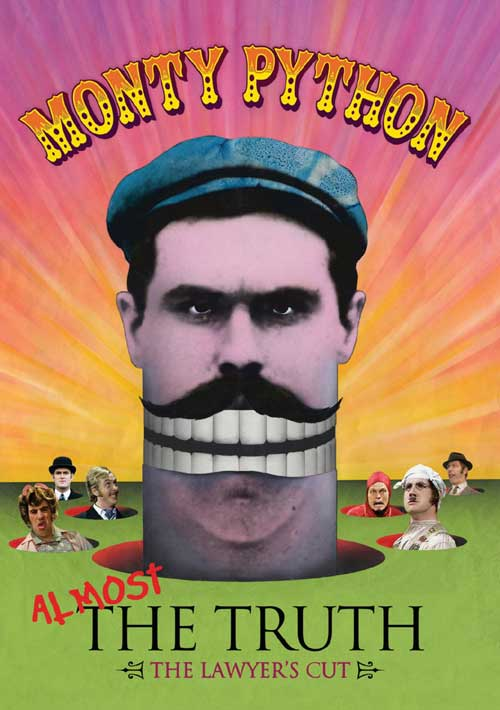 MONTY PYTHON
ALMOST
THE TRUTH
THE LAWYER'S CUT